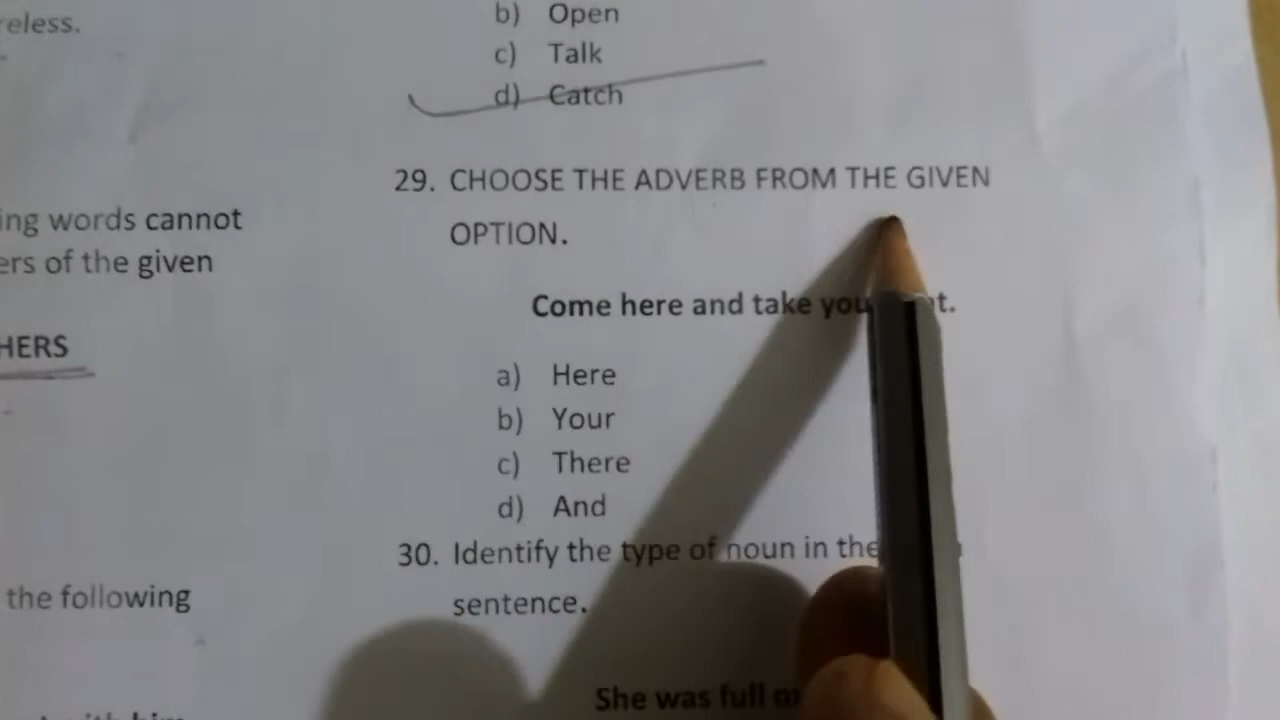 reless.
ing words cannot
ers of the given
HERS
the following
b) Open
c) Talk
d) Catch
29. CHOOSE THE ADVERB FROM THE GIVEN
OPTION.
Come here and take you t.
a) Here
b) Your
c) There
d) And
30. Identify the type of noun in the
sentence.
She was full